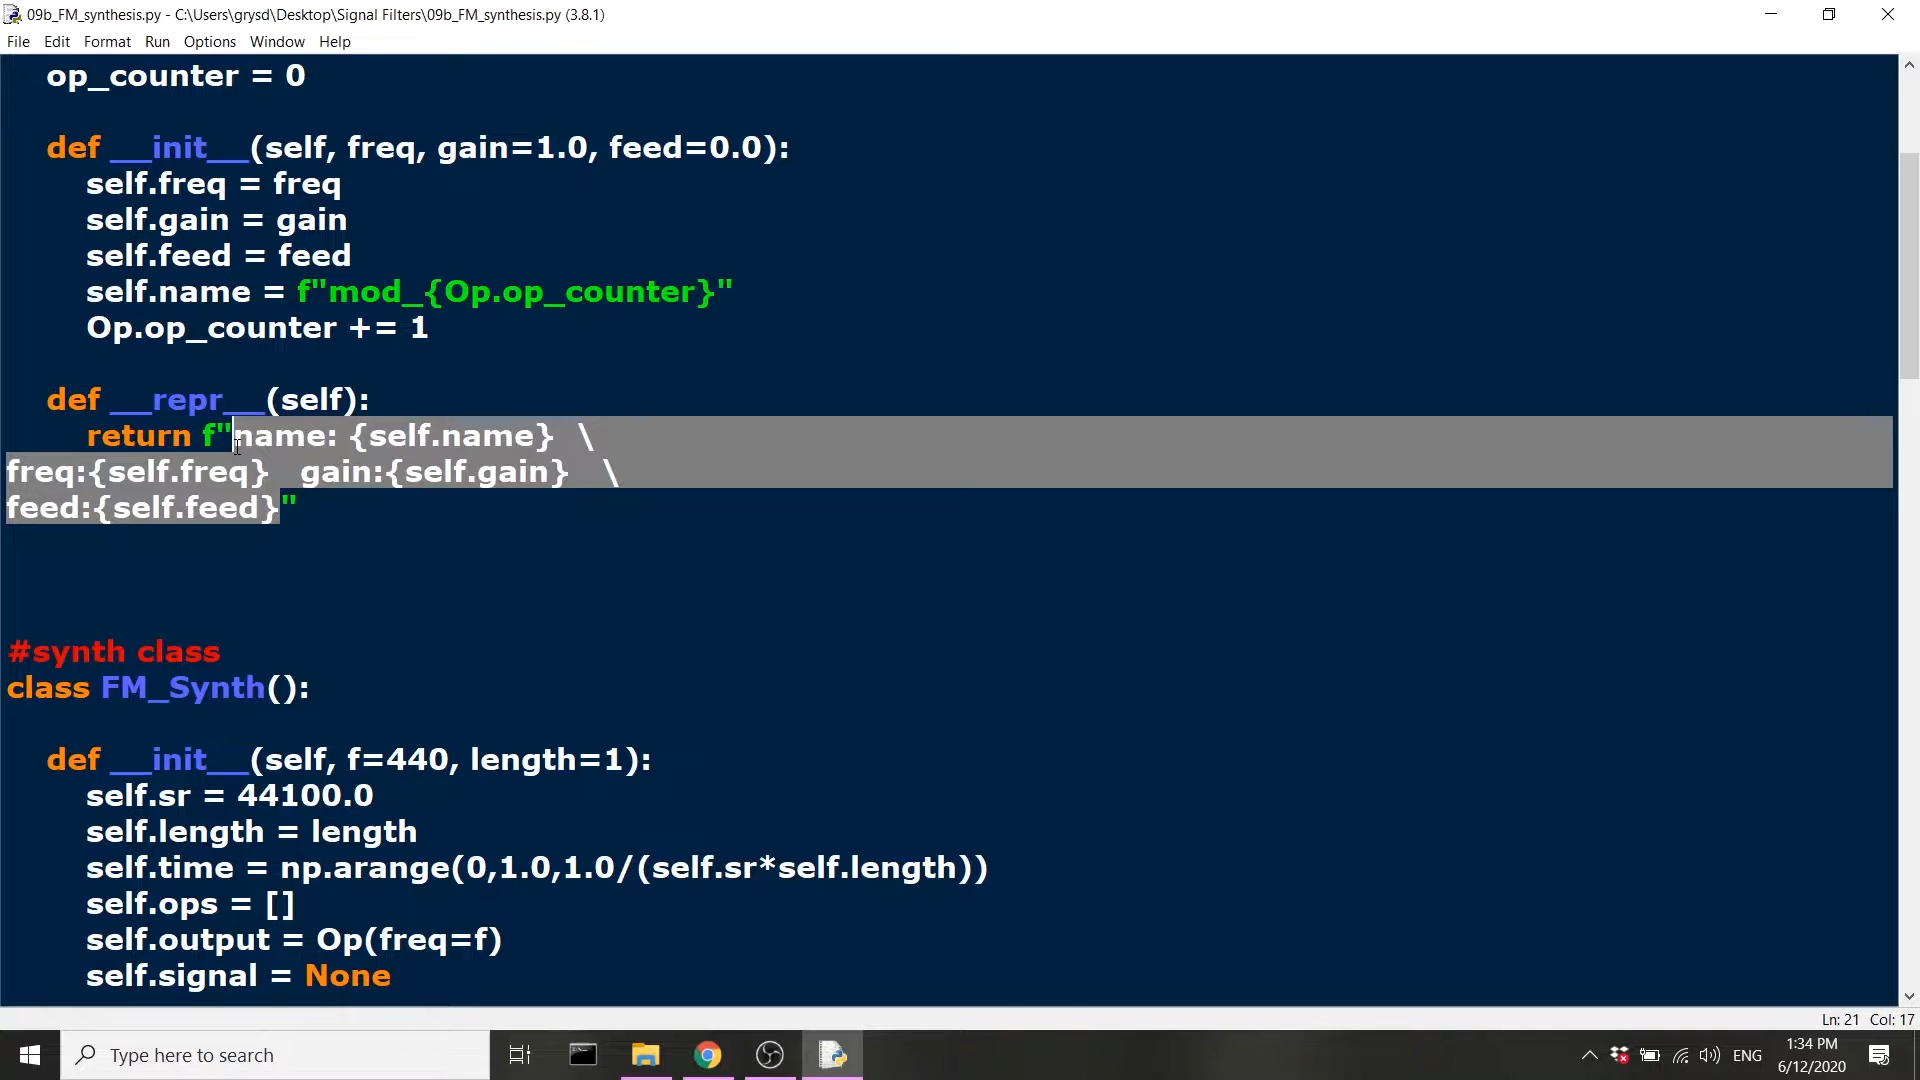 09b_FM_synthesis.py - C:\Users\grysd\Desktop\Signal Filters\09b_FM_synthesis.py (3.8.1)
File Edit Format Run Options Window Help
op_counter = 0
def __init__(self, freq, gain=1.0, feed=0.0):
self.freq = freq
self.gain = gain
self.feed = feed
self.name = f"mod_{Op.op_counter}"
Op.op_counter += 1
def __repr__(self):
return f"name: {self.name} \
freq:{self.freq} gain:{self.gain} \
feed:{self.feed}"
#synth class
class FM_Synth():
def __init__(self, f=440, length=1):
self.sr = 44100.0
self.length = length
self.time = np.arange(0,1.0,1.0/(self.sr*self.length))
self.ops = []
self.output = Op(freq=f)
self.signal = None
Ln: 21 Col: 17
Type here to search
ENG
1:34 PM
6/12/2020